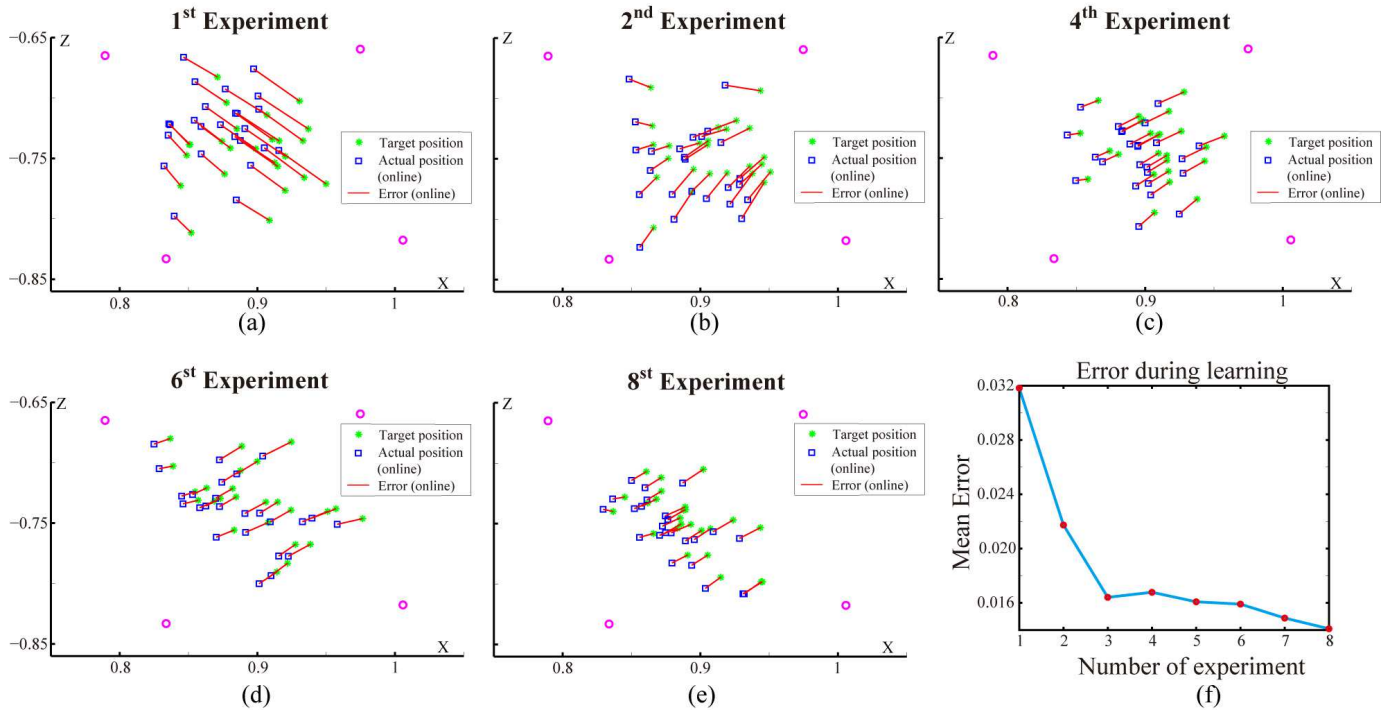 1st Experiment
−0.65
Z
−0.75
−0.85
Target position
Actual position
(online)
Error (online)
X
0.8
0.9
1
(a)
2nd Experiment
Z
Target position
Actual position
(online)
Error (online)
X
0.8
0.9
1
(b)
4th Experiment
Z
Target position
Actual position
(online)
Error (online)
X
0.8
0.9
1
(c)
6st Experiment
−0.65
Z
−0.75
−0.85
Target position
Actual position
(online)
Error (online)
X
0.8
0.9
1
(d)
8st Experiment
Z
Target position
Actual position
(online)
Error (online)
X
0.8
0.9
1
(e)
Error during learning
0.032
0.028
0.024
0.020
0.016
Mean Error
1 2 3 4 5 6 7 8
Number of experiment
(f)